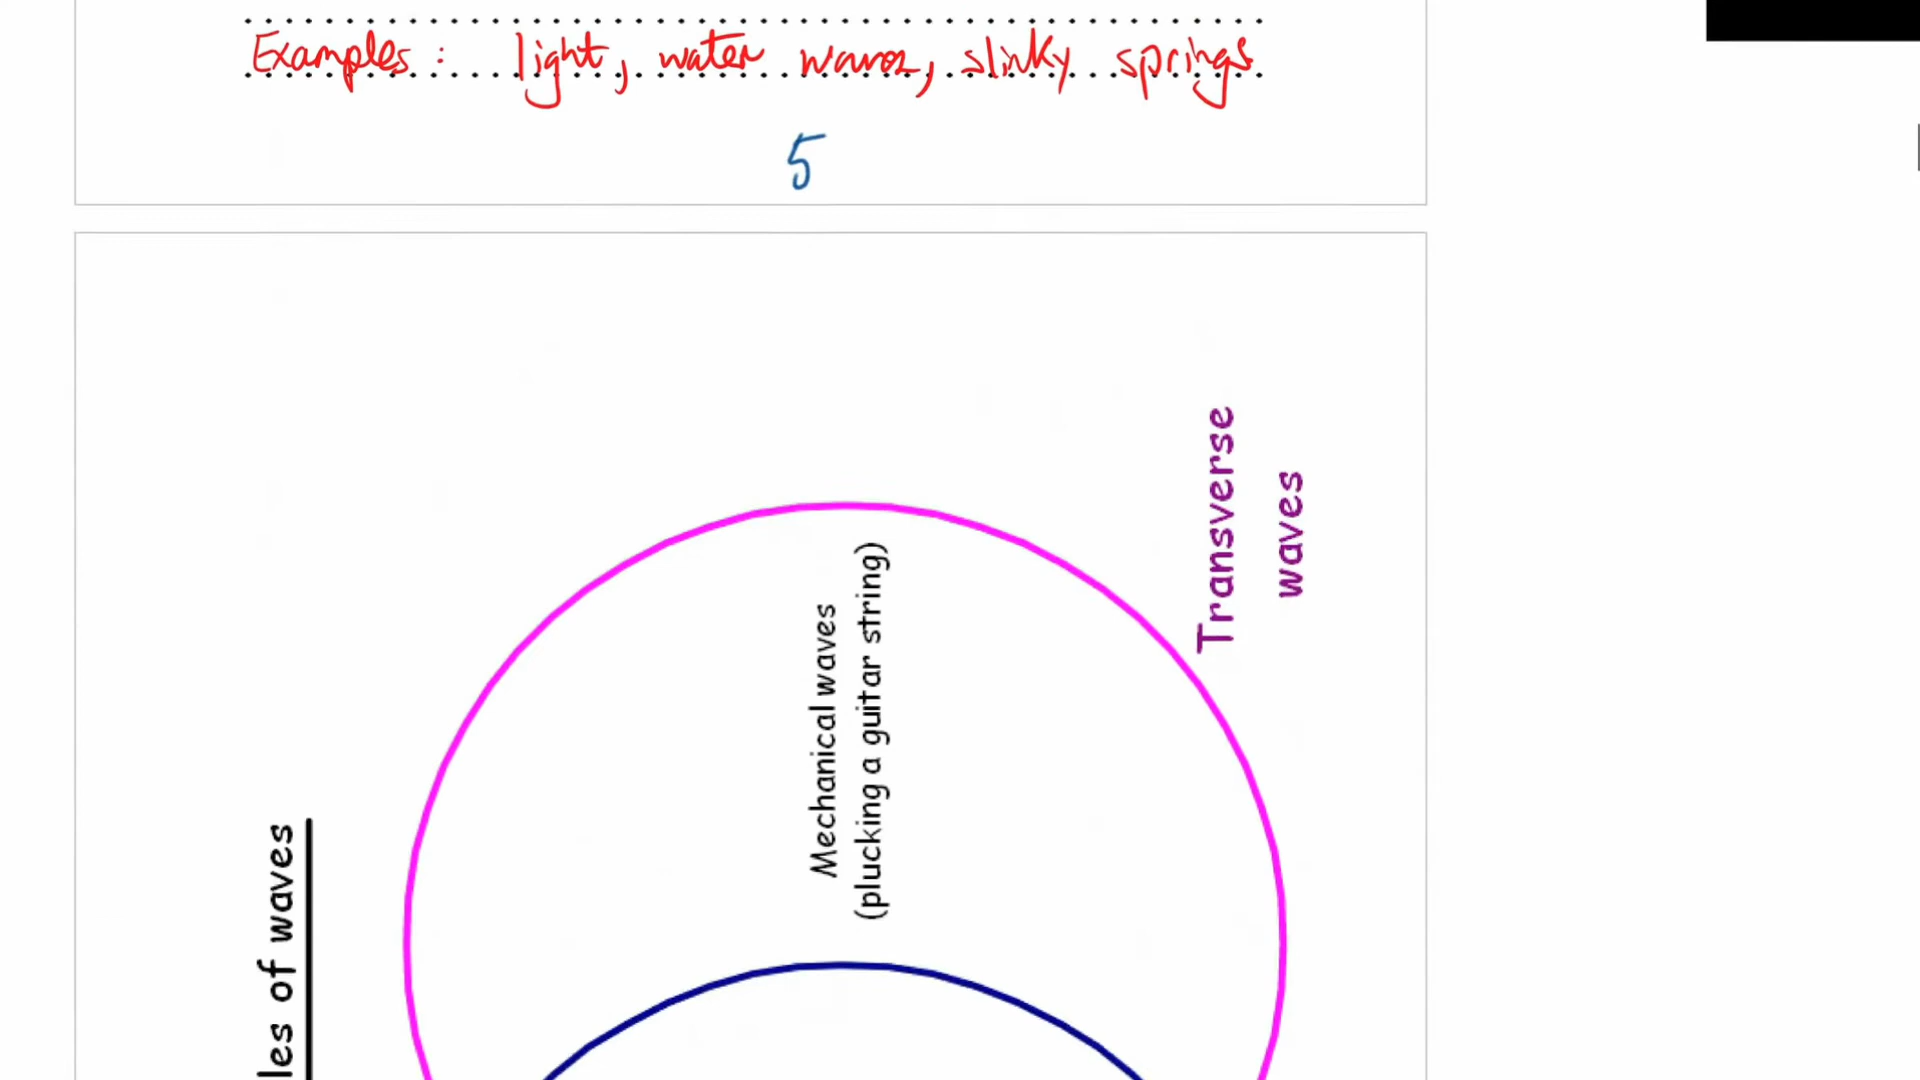 Examples : light, water waves, slinky springs
5
Transverse
waves
Mechanical waves
(plucking a guitar string)
les of waves